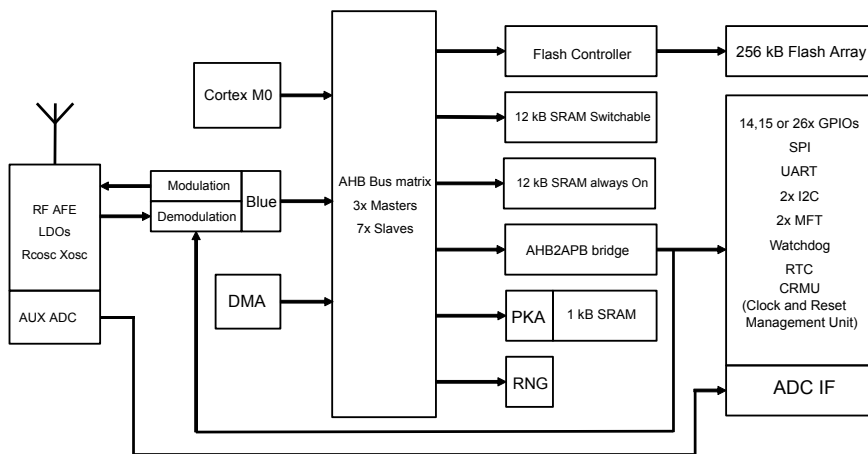 Flash Controller
256 kB Flash Array
Cortex M0
12 kB SRAM Switchable
14,15 or 26x GPIOs
SPI
UART
2x I2C
2x MFT
Watchdog
RTC
CRMU
(Clock and Reset
Management Unit)
Modulation
Demodulation
Blue
AHB Bus matrix
3x Masters
7x Slaves
12 kB SRAM always On
RF AFE
LDOs
Rcosc Xosc
AHB2APB bridge
DMA
AUX ADC
PKA
1 kB SRAM
RNG
ADC IF